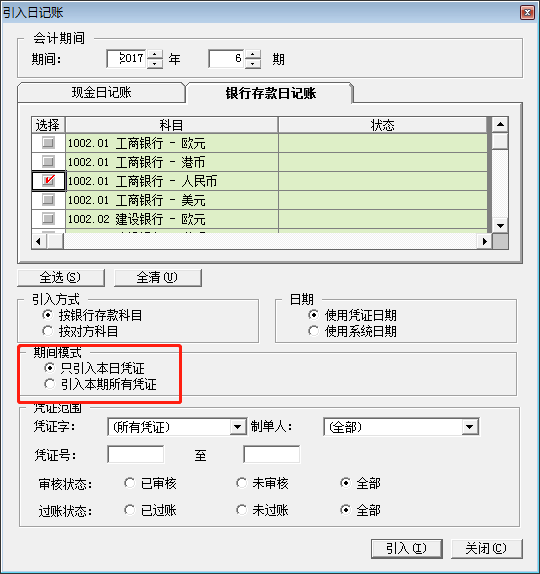 引入日记账
会计期间
期间： 2017 年 6 期
现金日记账 银行存款日记账
选择 科目 状态
1002.01 工商银行 - 欧元
1002.01 工商银行 - 港币
1002.01 工商银行 - 人民币
1002.01 工商银行 - 美元
1002.02 建设银行 - 欧元
全选(S) 全清(U)
引入方式 日期
按银行存款科目 使用凭证日期
按对方科目 使用系统日期
期间模式
只引入本日凭证
引入本期所有凭证
凭证范围
凭证字： (所有凭证) 制单人： (全部)
凭证号： 至
审核状态： 已审核 未审核 全部
过账状态： 已过账 未过账 全部
引入(I) 关闭(C)